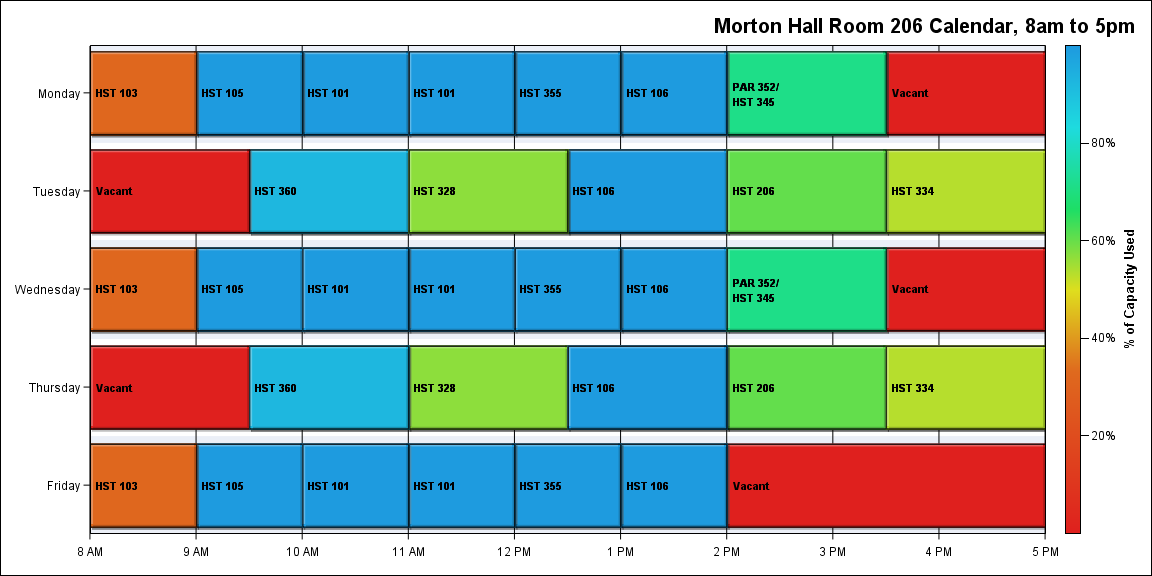 Morton Hall Room 206 Calendar, 8am to 5pm
Monday
HST 103
HST 105
HST 101
HST 101
HST 355
HST 106
PAR 352/
HST 345
Vacant
Tuesday
Vacant
HST 360
HST 328
HST 106
HST 206
HST 334
Wednesday
HST 103
HST 105
HST 101
HST 101
HST 355
HST 106
PAR 352/
HST 345
Vacant
Thursday
Vacant
HST 360
HST 328
HST 106
HST 206
HST 334
Friday
HST 103
HST 105
HST 101
HST 101
HST 355
HST 106
Vacant
8 AM
9 AM
10 AM
11 AM
12 PM
1 PM
2 PM
3 PM
4 PM
5 PM
80%
60%
40%
20%
% of Capacity Used